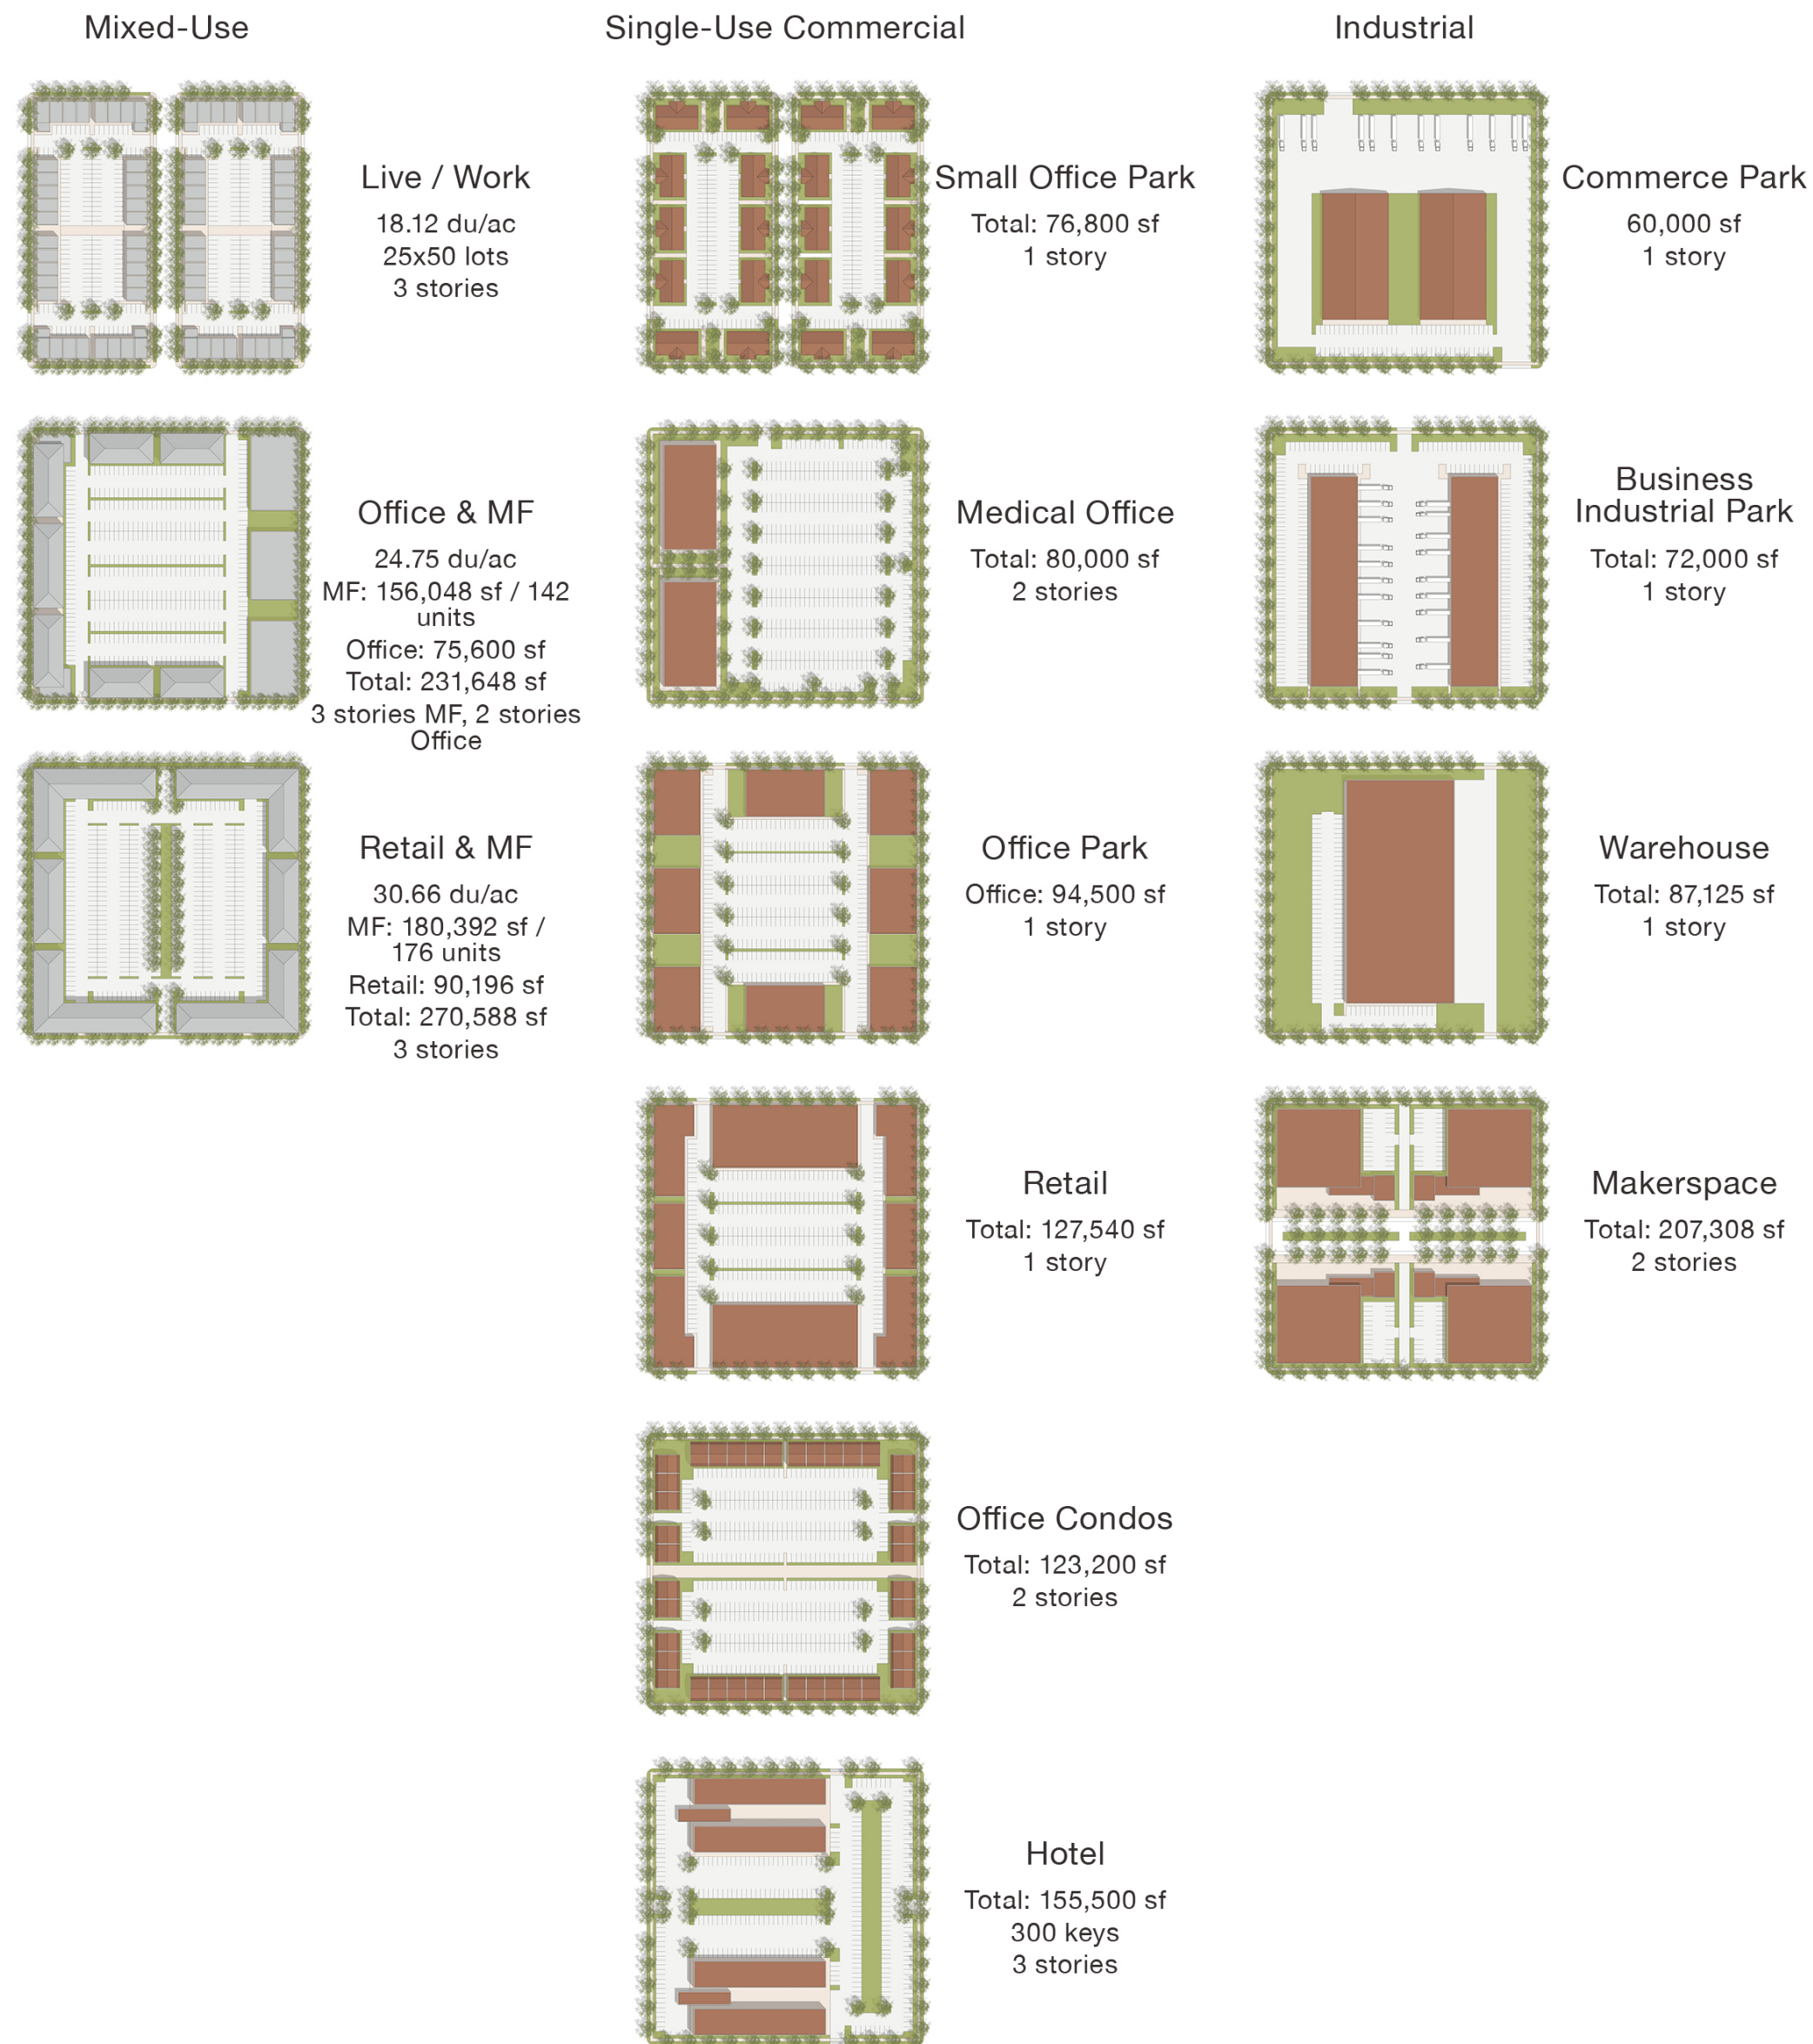 Mixed-Use
Live / Work
18.12 du/ac
25x50 lots
3 stories
Office & MF
24.75 du/ac
MF: 156,048 sf / 142
units
Office: 75,600 sf
Total: 231,648 sf
3 stories MF, 2 stories
Office
Retail & MF
30.66 du/ac
MF: 180,392 sf /
176 units
Retail: 90,196 sf
Total: 270,588 sf
3 stories
Single-Use Commercial
Small Office Park
Total: 76,800 sf
1 story
Medical Office
Total: 80,000 sf
2 stories
Office Park
Office: 94,500 sf
1 story
Retail
Total: 127,540 sf
1 story
Office Condos
Total: 123,200 sf
2 stories
Hotel
Total: 155,500 sf
300 keys
3 stories
Industrial
Commerce Park
60,000 sf
1 story
Business
Industrial Park
Total: 72,000 sf
1 story
Warehouse
Total: 87,125 sf
1 story
Makerspace
Total: 207,308 sf
2 stories